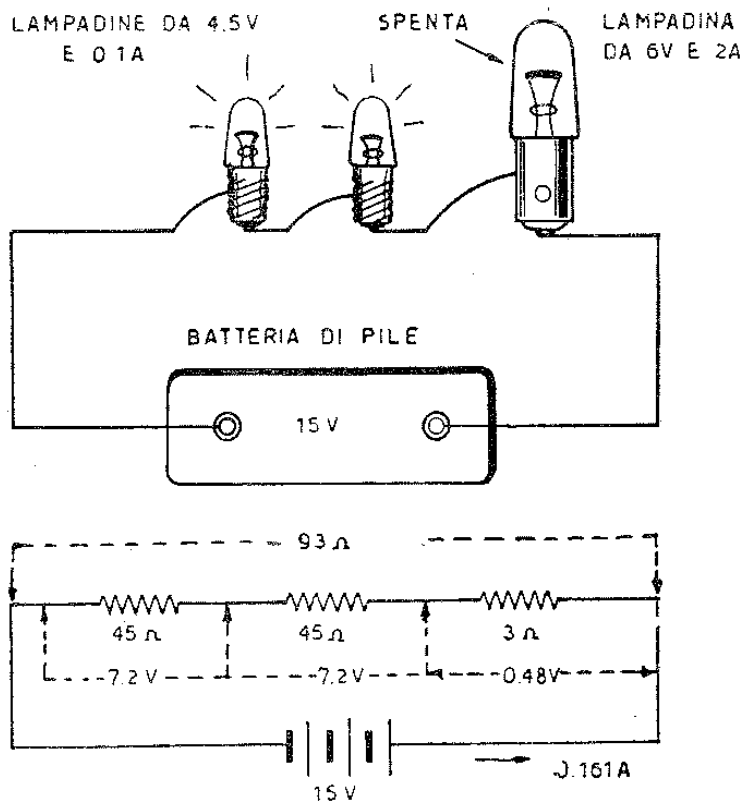 LAMPADINE DA 4.5V
E 0 1A
SPENTA
LAMPADINA
DA 6V E 2A
BATTERIA DI PILE
15 V
93 Ω
45 Ω
45 Ω
3 Ω
7.2 V
7.2 V
0.48V
15 V
0.161A